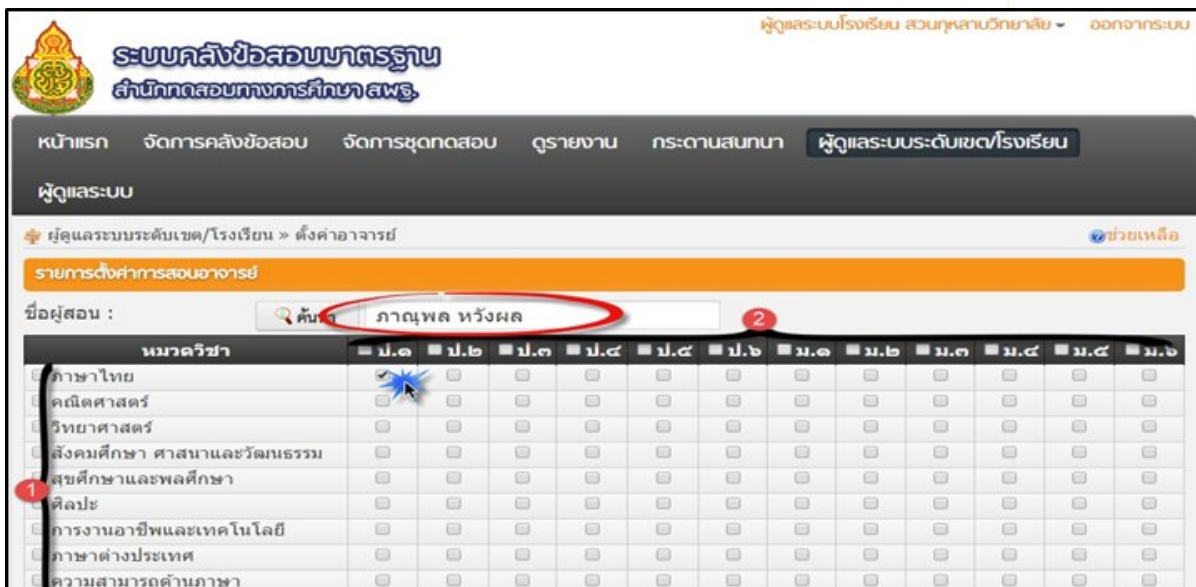 ผู้ดูแลระบบโรงเรียน สวนกุหลาบวิทยาลัย ออกจากระบบ
ระบบคลังข้อสอบมาตรฐาน
สำนักทดสอบทางการศึกษา สพฐ.
หน้าแรก จัดการคลังข้อสอบ จัดการชุดทดสอบ ดูรายงาน กระดานสนทนา ผู้ดูแลระบบระดับเขต/โรงเรียน
ผู้ดูแลระบบ
ผู้ดูแลระบบระดับเขต/โรงเรียน » ตั้งค่าอาจารย์ ช่วยเหลือ
รายการตั้งค่าการสอนอาจารย์
ชื่อผู้สอน : ภาณุพล หวังผล 2
หมวดวิชา ป.๑ ป.๒ ป.๓ ป.๔ ป.๕ ป.๖ ม.๑ ม.๒ ม.๓ ม.๔ ม.๕ ม.๖
ภาษาไทย
คณิตศาสตร์
วิทยาศาสตร์
สังคมศึกษา ศาสนาและวัฒนธรรม
สุขศึกษาและพลศึกษา
1
ศิลปะ
การงานอาชีพและเทคโนโลยี
ภาษาต่างประเทศ
ความสามารถด้านภาษา